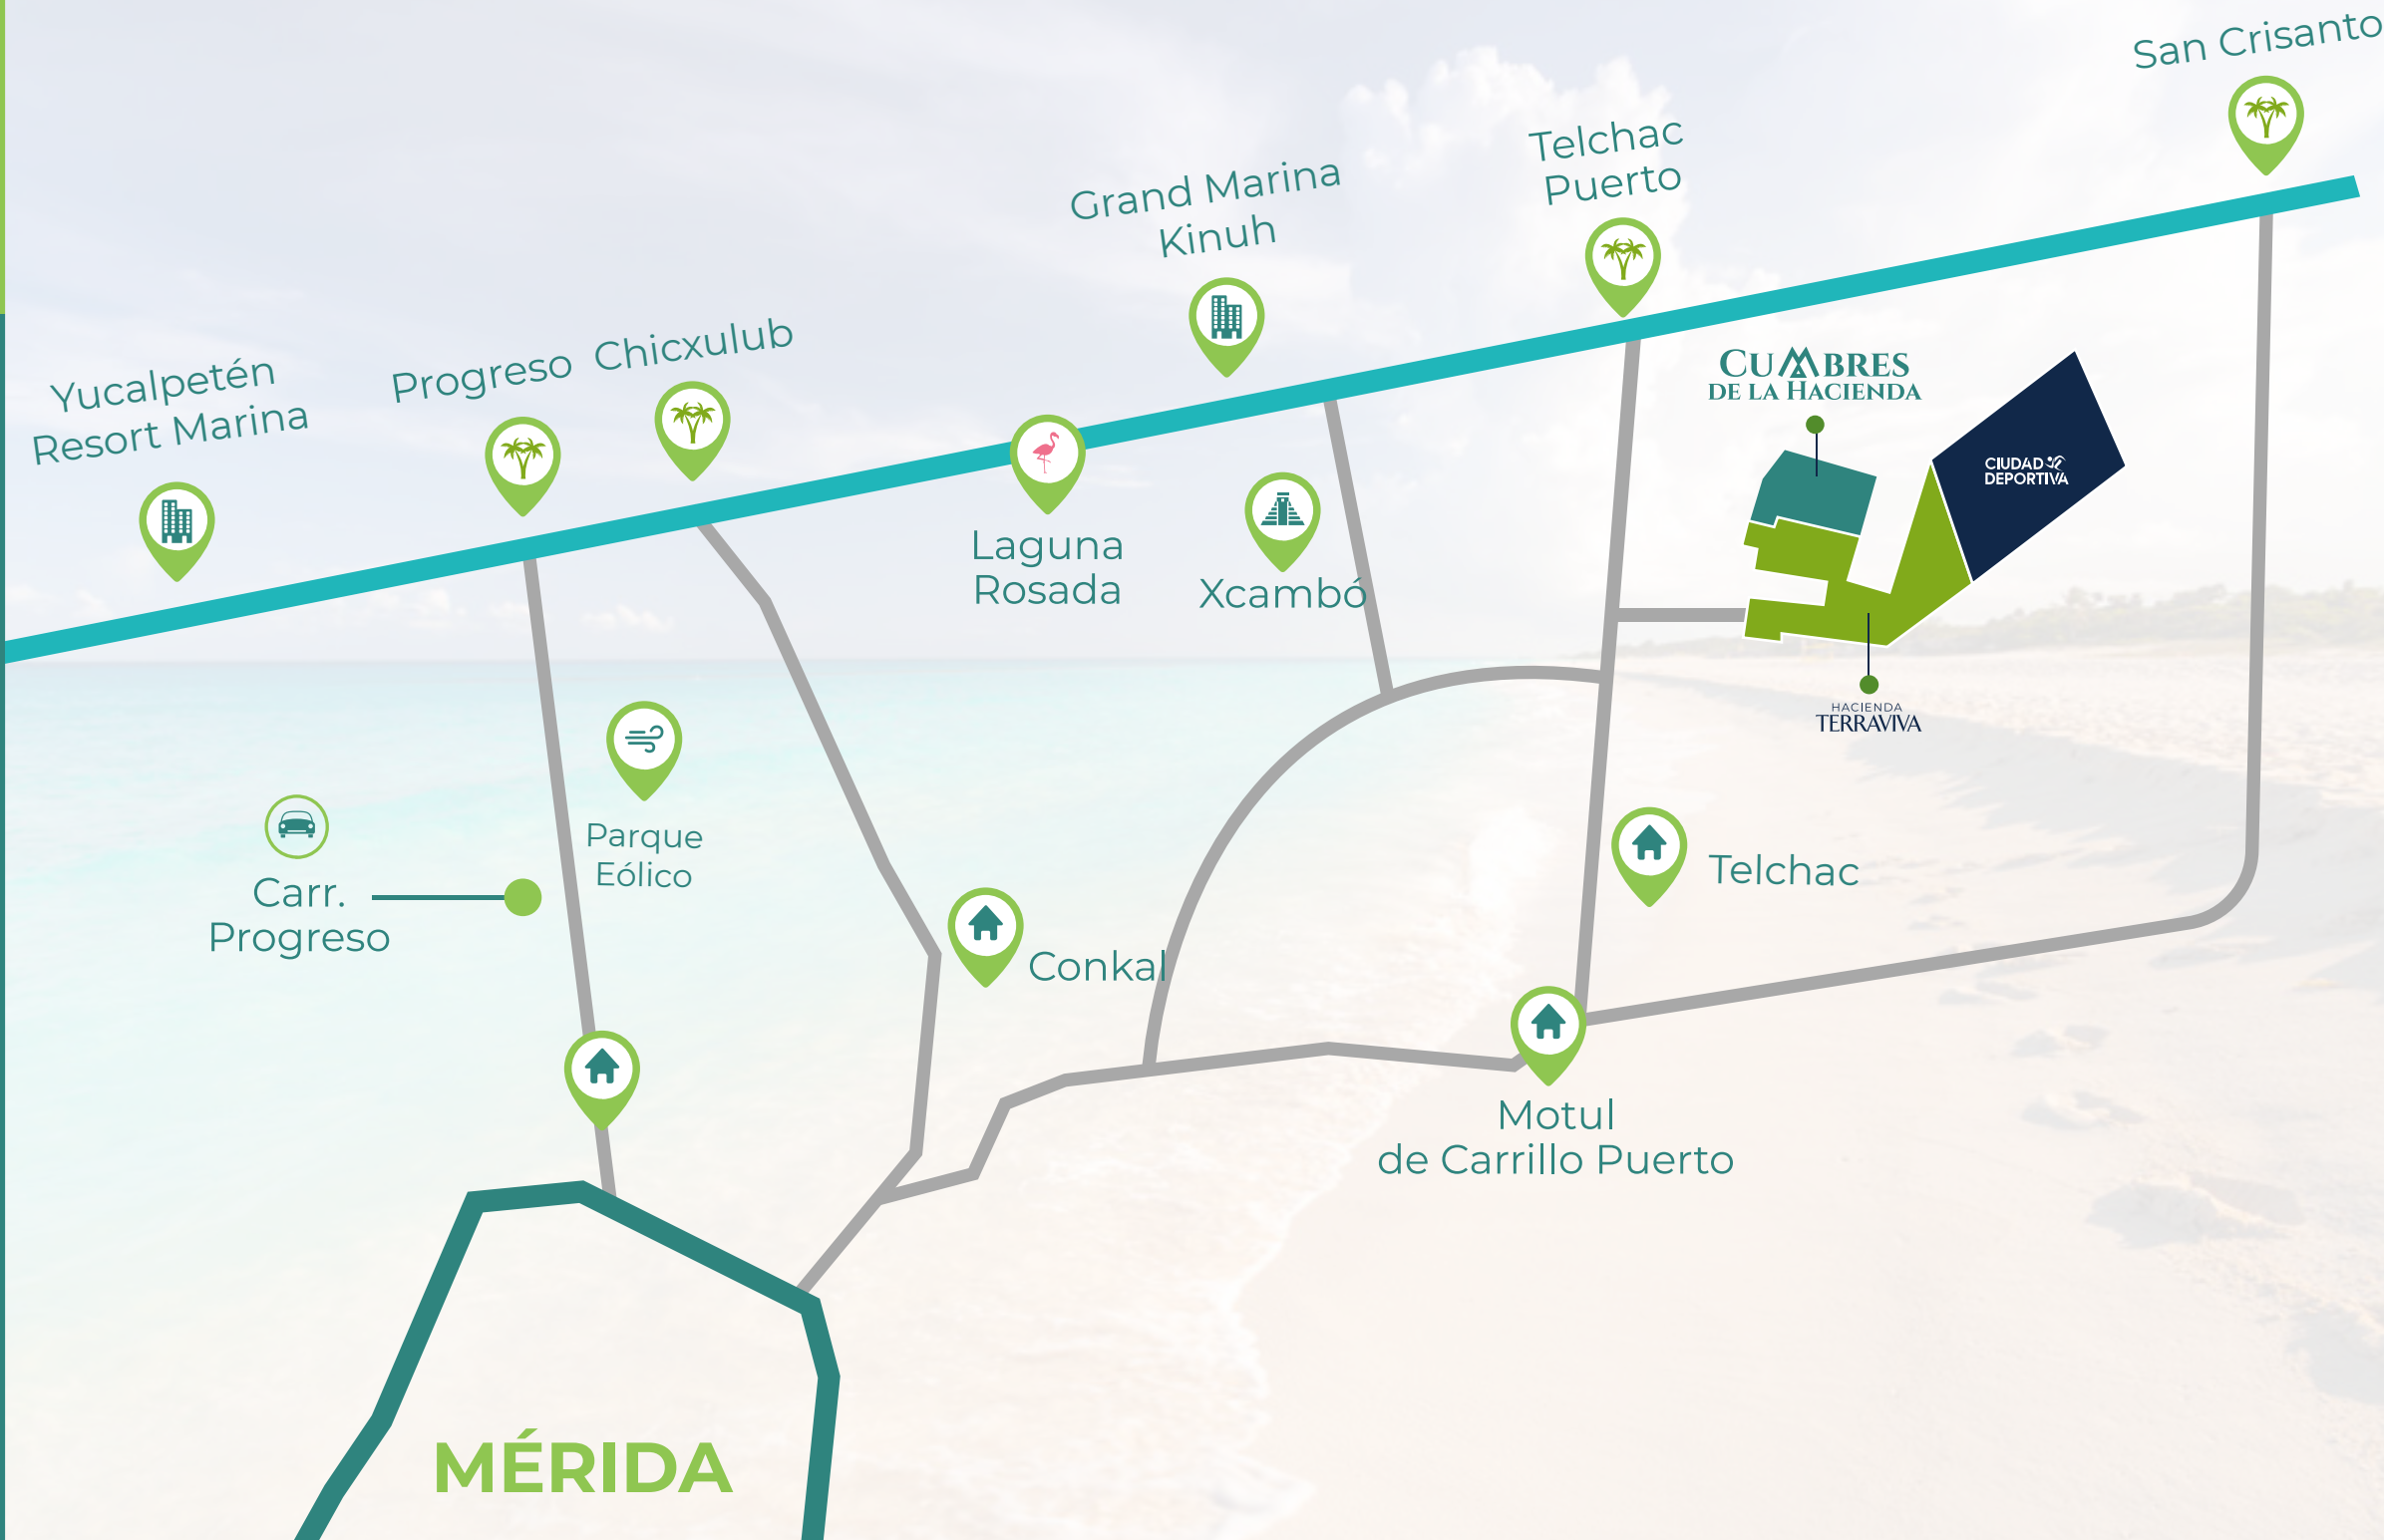 San Crisanto
Telchac
Puerto
Grand Marina
Kinuh
Chicxulub
Progreso
Yucalpetén
Resort Marina
CUMBRES
DE LA HACIENDA
CIUDAD
DEPORTIVA
Laguna
Rosada
Xcambó
HACIENDA
TERRAVIVA
Parque
Eólico
Carr.
Progreso
Telchac
Conkal
Motul
de Carrillo Puerto
MÉRIDA